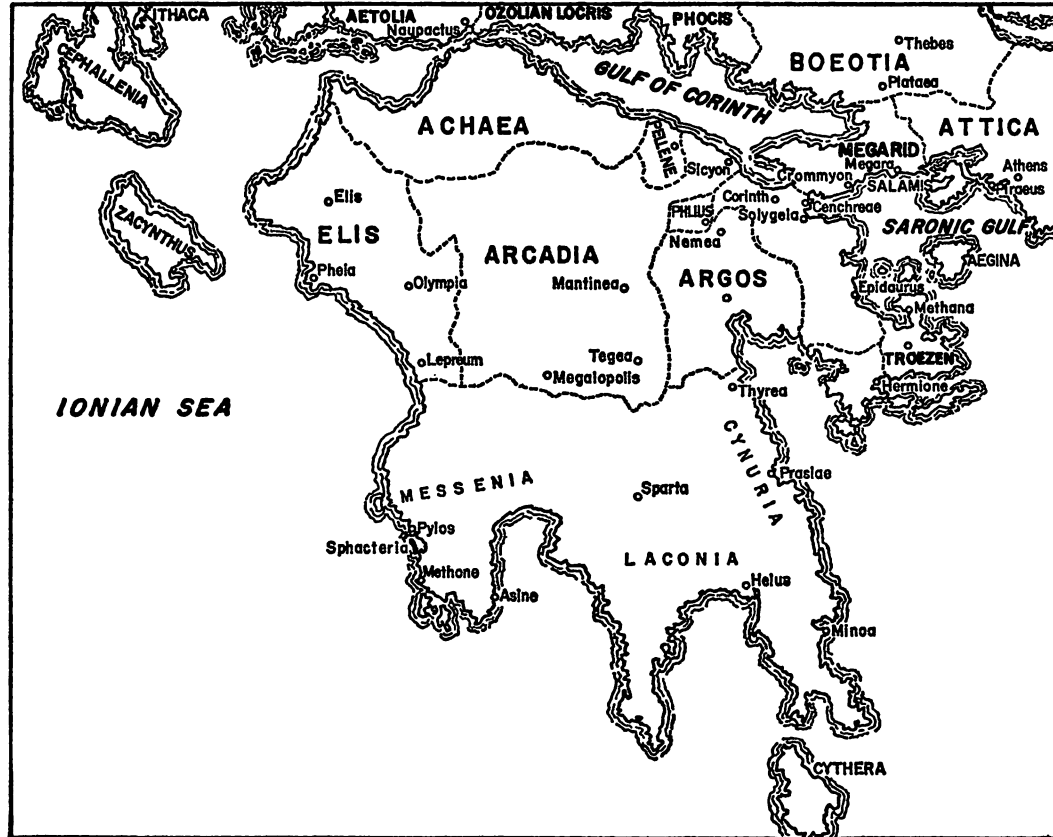 ITHACA
AETOLIA
OZOLIAN LOCRIS
PHOCIS
Naupactus
Thebes
BOEOTIA
Plataea
CEPHALLENIA
GULF OF CORINTH
ACHAEA
PELLENE
ATTICA
MEGARID
Megara
Sicyon
Crommyon
SALAMIS
Athens
Piraeus
Elis
Corinth
Cenchreae
PHLIUS
Solygeia
ZACYNTHUS
ELIS
Nemea
SARONIC GULF
ARCADIA
AEGINA
Pheia
Olympia
Mantinea
ARGOS
Epidaurus
Methana
Lepreum
Tegea
TROEZEN
Megalopolis
Thyrea
Hermione
IONIAN SEA
CYNURIA
MESSENIA
Prasiae
Sparta
Pylos
Sphacteria
LACONIA
Methone
Helus
Asine
Minoa
CYTHERA